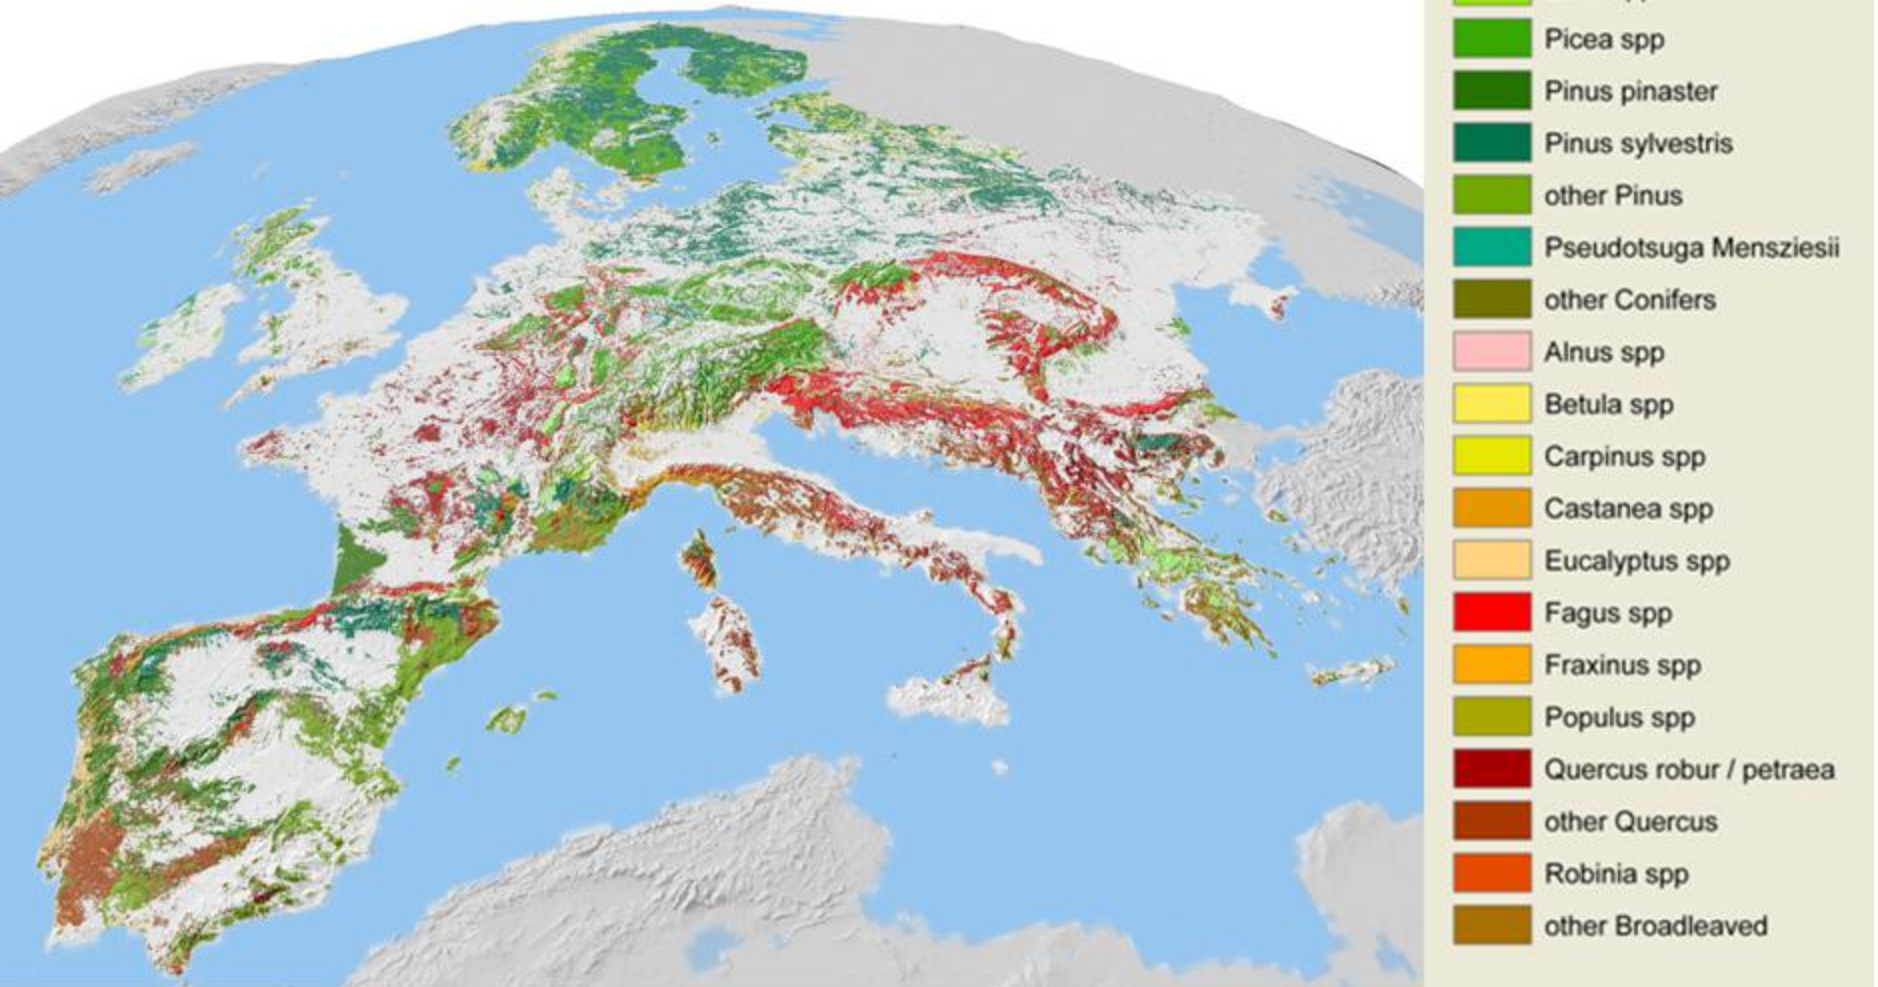 Picea spp
Pinus pinaster
Pinus sylvestris
other Pinus
Pseudotsuga Mensziesii
other Conifers
Alnus spp
Betula spp
Carpinus spp
Castanea spp
Eucalyptus spp
Fagus spp
Fraxinus spp
Populus spp
Quercus robur / petraea
other Quercus
Robinia spp
other Broadleaved